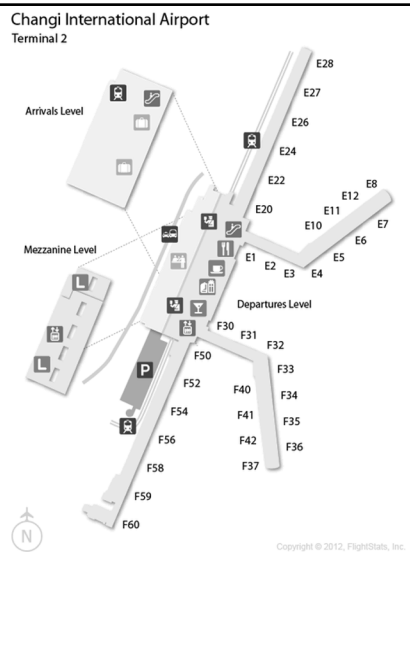 Changi International Airport
Terminal 2
E28
Arrivals Level
E27
E26
E24
E22
E20
E8
E12
E11
E10
E7
E6
E5
E4
E3
E2
E1
Mezzanine Level
L
L
Departures Level
F30
F31
F32
F33
F34
F35
F36
F37
F40
F41
F42
P
F50
F52
F54
F56
F58
F59
F60
N
Copyright © 2012, FlightStats, Inc.